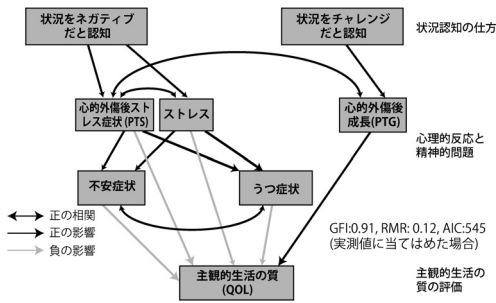 状況をネガティブ
だと認知
状況をチャレンジ
だと認知
状況認知の仕方
心的外傷後スト
レス症状(PTS)
ストレス
心的外傷後
成長(PTG)
心理的反応と
精神的問題
不安症状
うつ症状
正の相関
正の影響
負の影響
GFI:0.91, RMR: 0.12, AIC:545
(実測値に当てはめた場合)
主観的生活の質
(QOL)
主観的生活の
質の評価